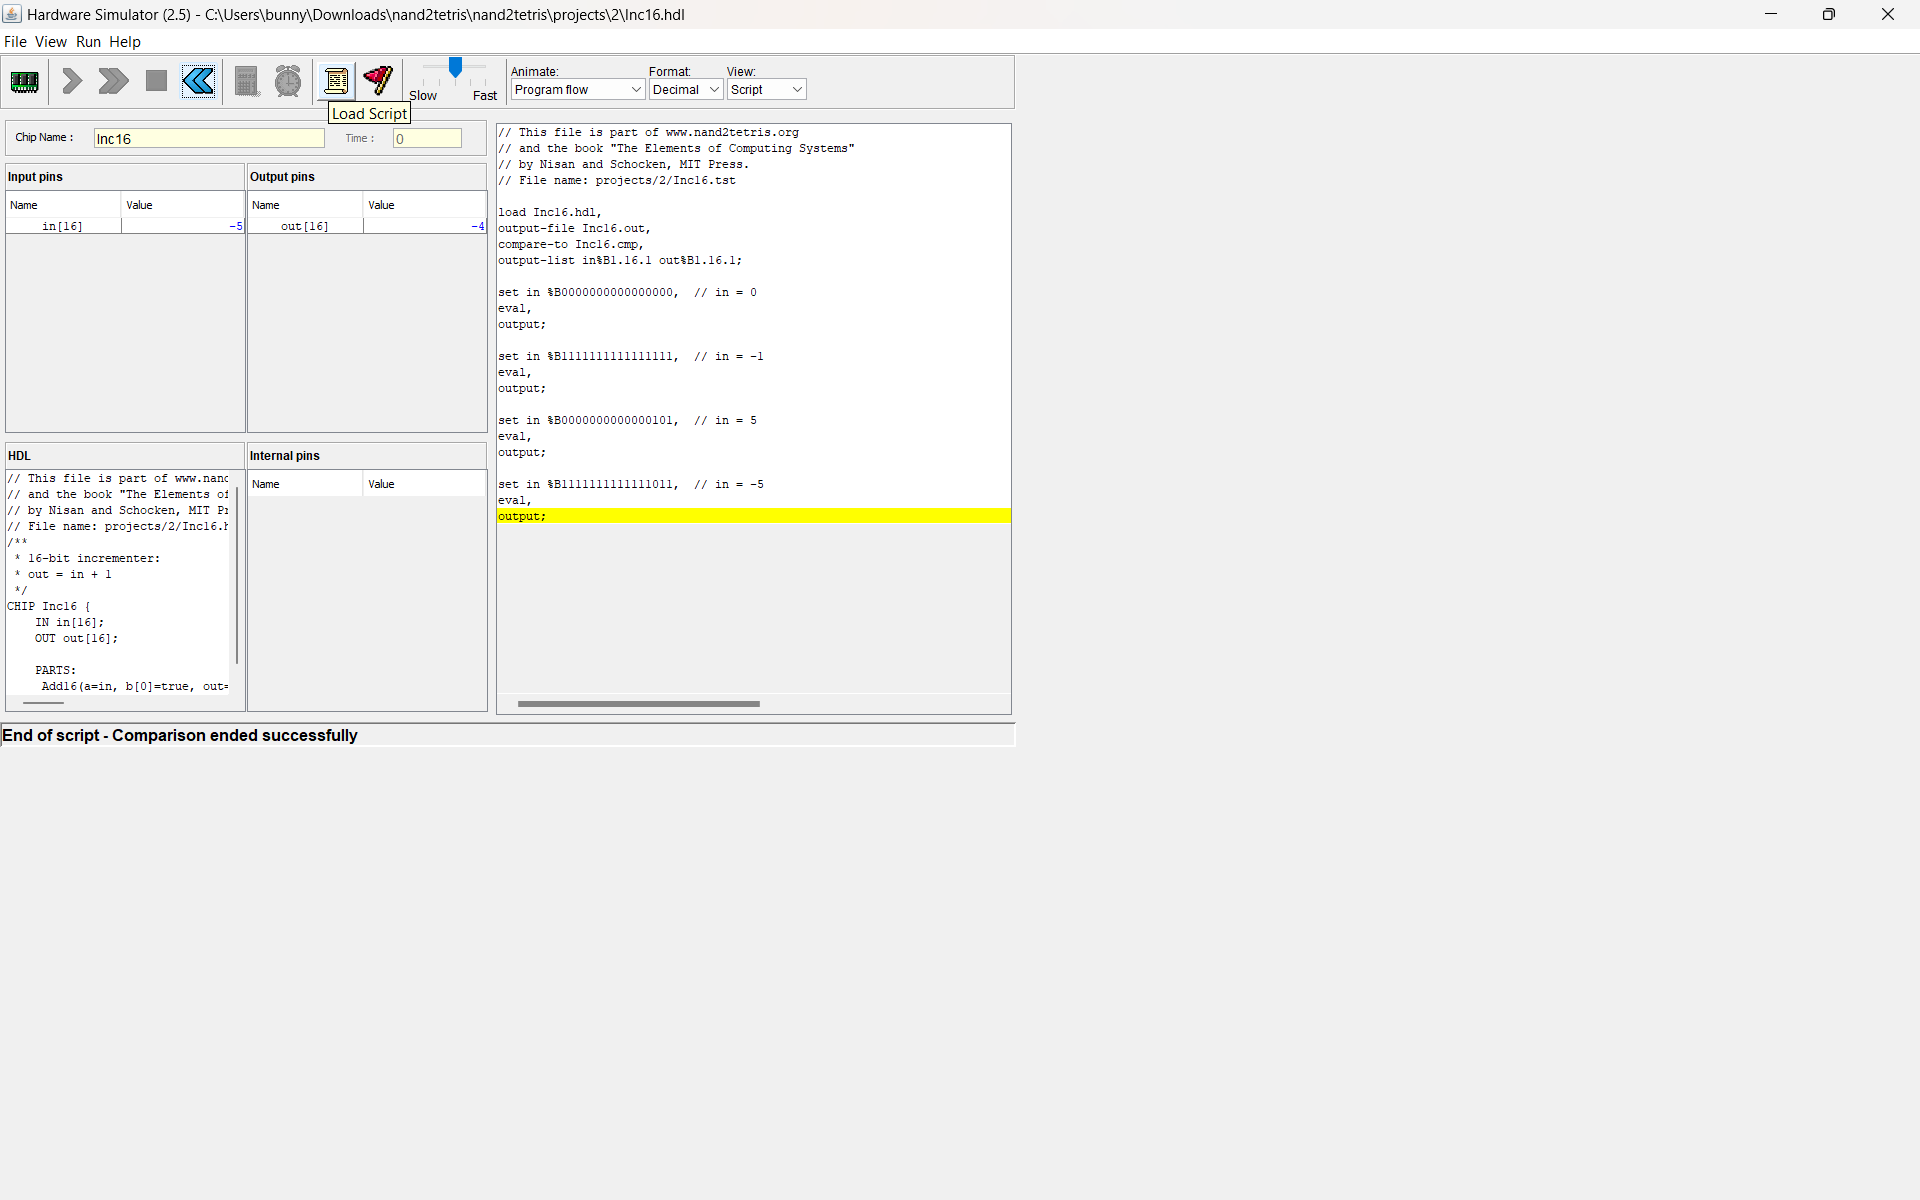 Hardware Simulator (2.5) - C:\Users\bunny\Downloads\nand2tetris\nand2tetris\projects\2\Inc16.hdl
File View Run Help
Slow Fast
Animate: Format: View:
Program flow Decimal Script
Load Script
Chip Name : Inc16 Time : 0
Input pins
Name Value
in[16] -5
Output pins
Name Value
out[16] -4
HDL
// This file is part of www.nand
// and the book "The Elements of
// by Nisan and Schocken, MIT Pr
// File name: projects/2/Inc16.h
/**
* 16-bit incrementer:
* out = in + 1
*/
CHIP Inc16 {
IN in[16];
OUT out[16];
PARTS:
Add16(a=in, b[0]=true, out=
Internal pins
Name Value
// This file is part of www.nand2tetris.org
// and the book "The Elements of Computing Systems"
// by Nisan and Schocken, MIT Press.
// File name: projects/2/Inc16.tst
load Inc16.hdl,
output-file Inc16.out,
compare-to Inc16.cmp,
output-list in%B1.16.1 out%B1.16.1;
set in %B0000000000000000, // in = 0
eval,
output;
set in %B1111111111111111, // in = -1
eval,
output;
set in %B0000000000000101, // in = 5
eval,
output;
set in %B1111111111111011, // in = -5
eval,
output;
End of script - Comparison ended successfully